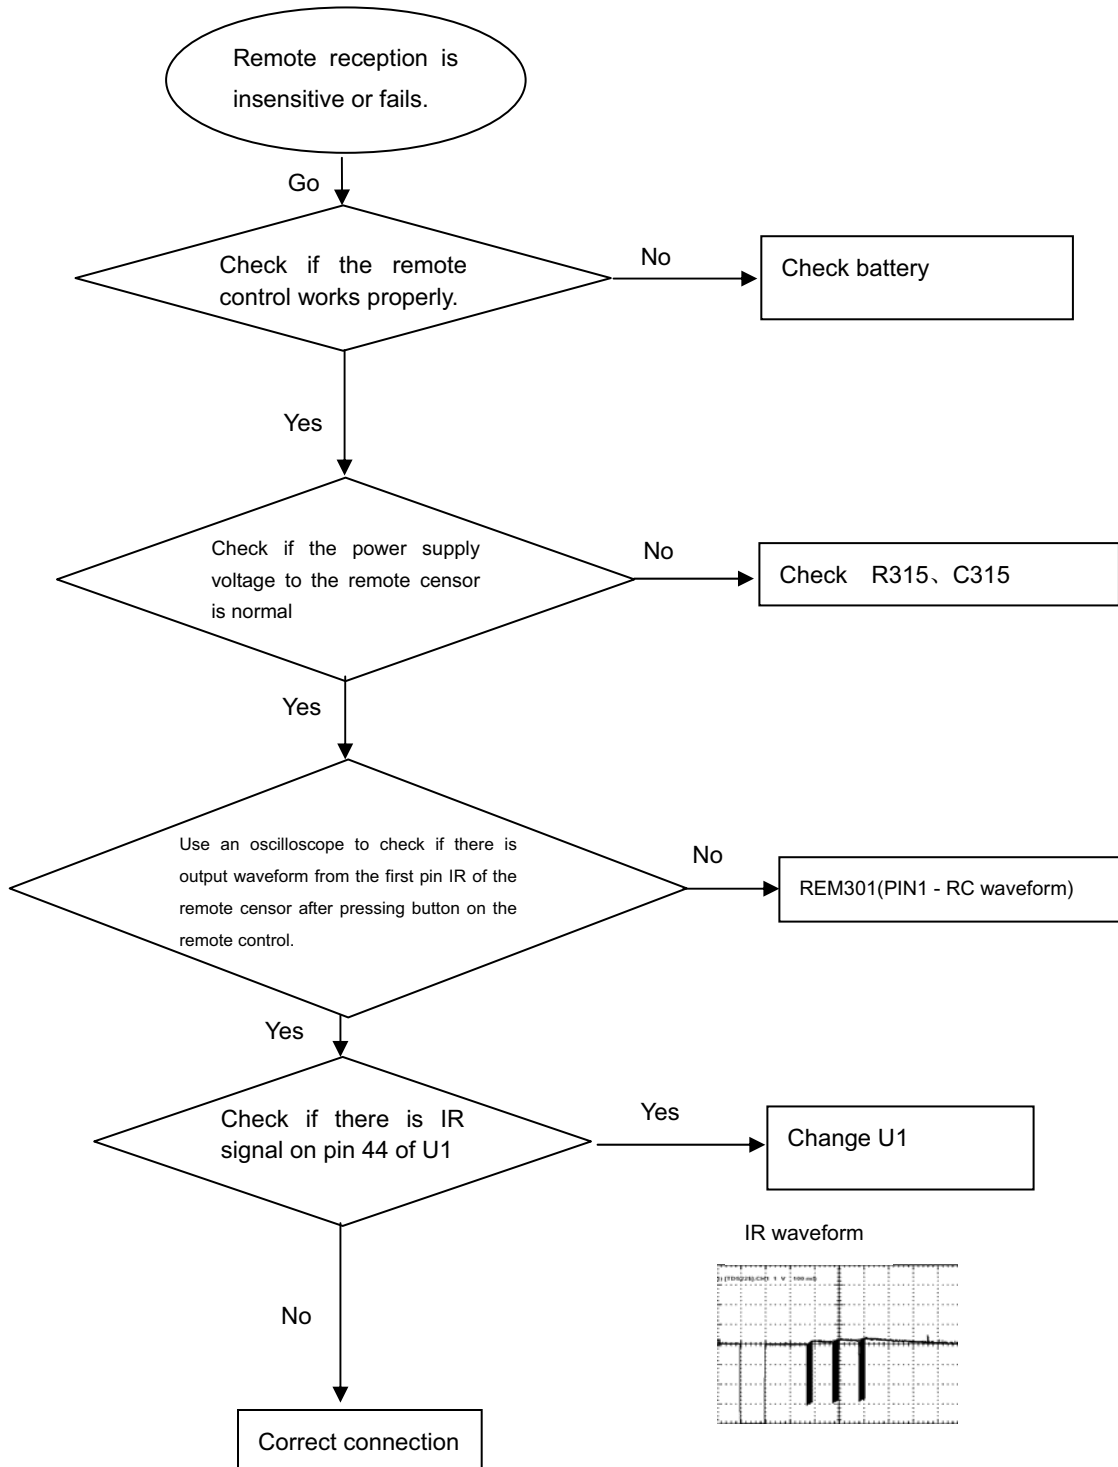 Remote reception is
insensitive or fails.
Go
Check if the remote
control works properly.
No
Check battery
Yes
Check if the power supply
voltage to the remote censor
is normal
No
Check R315、C315
Yes
Use an oscilloscope to check if there is
output waveform from the first pin IR of the
remote censor after pressing button on the
remote control.
No
REM301(PIN1 - RC waveform)
Yes
Check if there is IR
signal on pin 44 of U1
Yes
Change U1
IR waveform
No
Correct connection